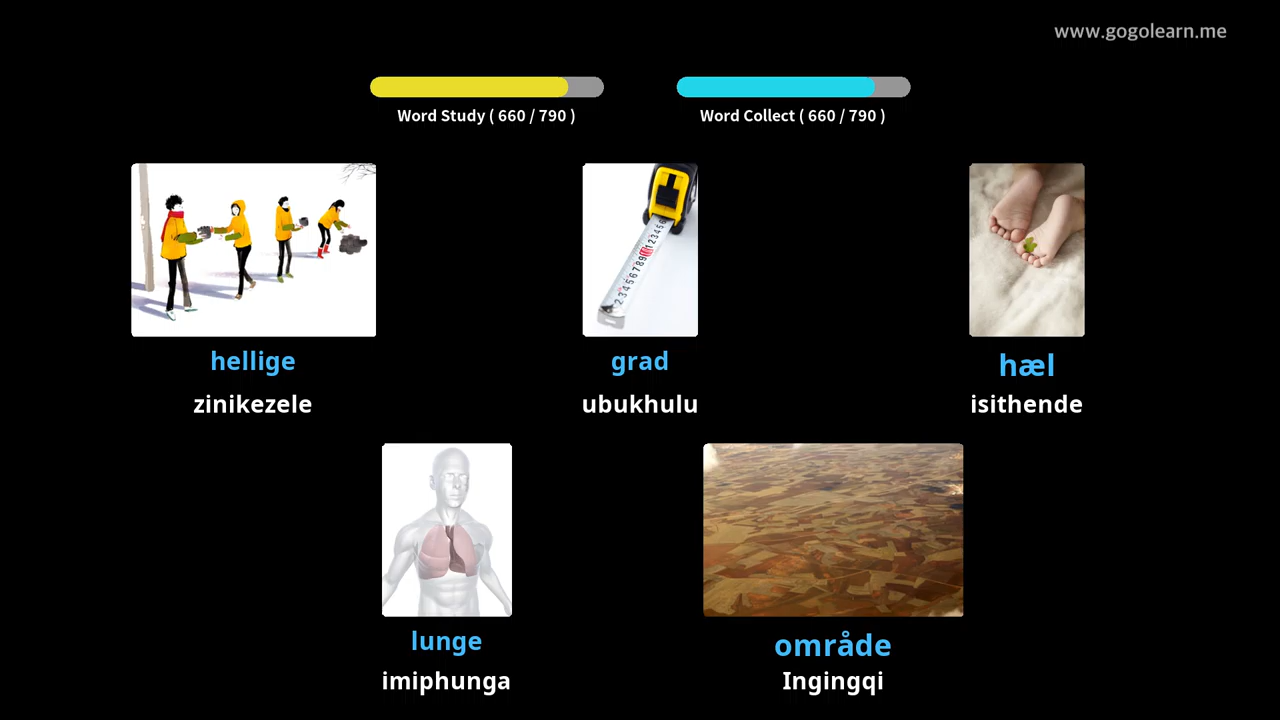 www.gogolearn.me
Word Study ( 660 / 790 )
Word Collect ( 660 / 790 )
hellige
zinikezele
grad
ubukhulu
hæl
isithende
lunge
imiphunga
område
Ingingqi